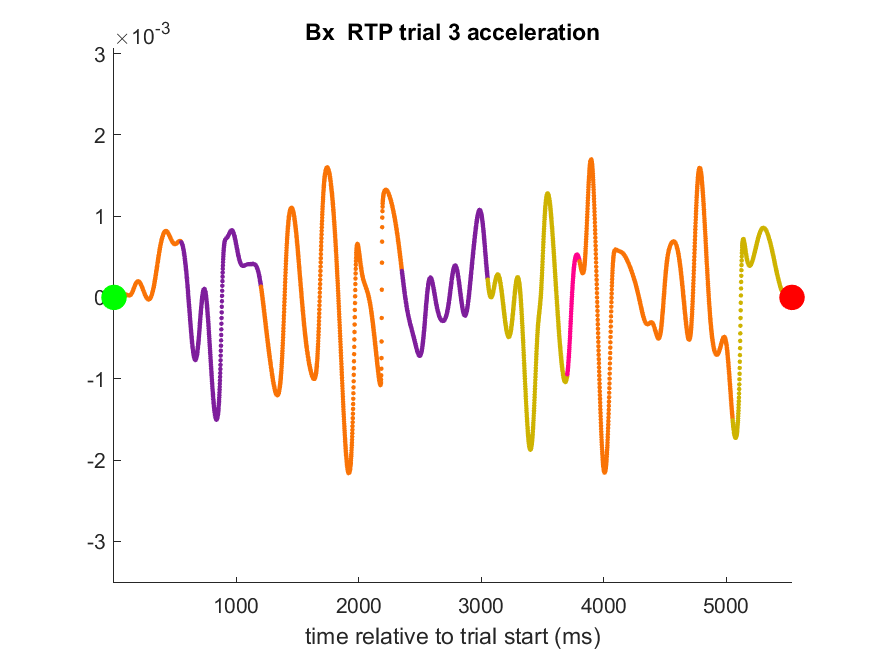 Bx  RTP trial 3 acceleration
×10-3
3
2
1
0
-1
-2
-3
1000 2000 3000 4000 5000
time relative to trial start (ms)